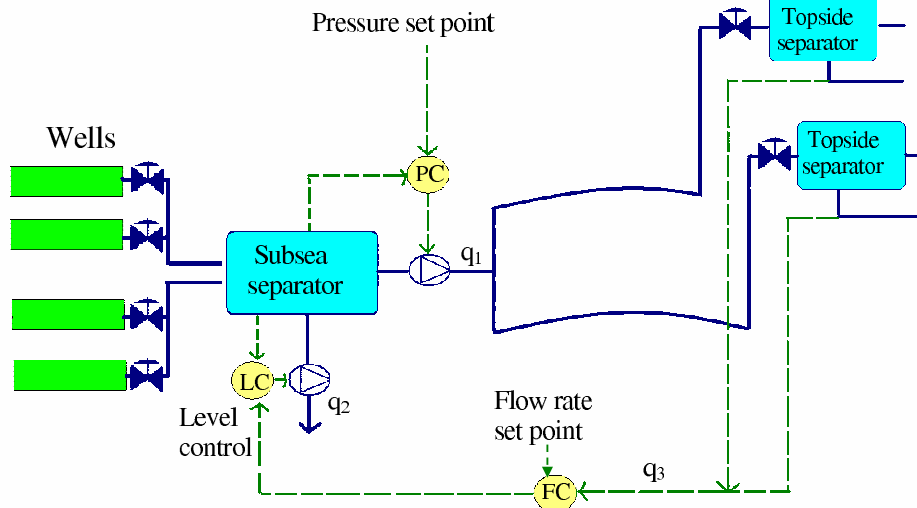 Pressure set point
Topside
separator
Wells
PC
Topside
separator
Subsea
separator
q1
LC
q2
Level
control
Flow rate
set point
q3
FC